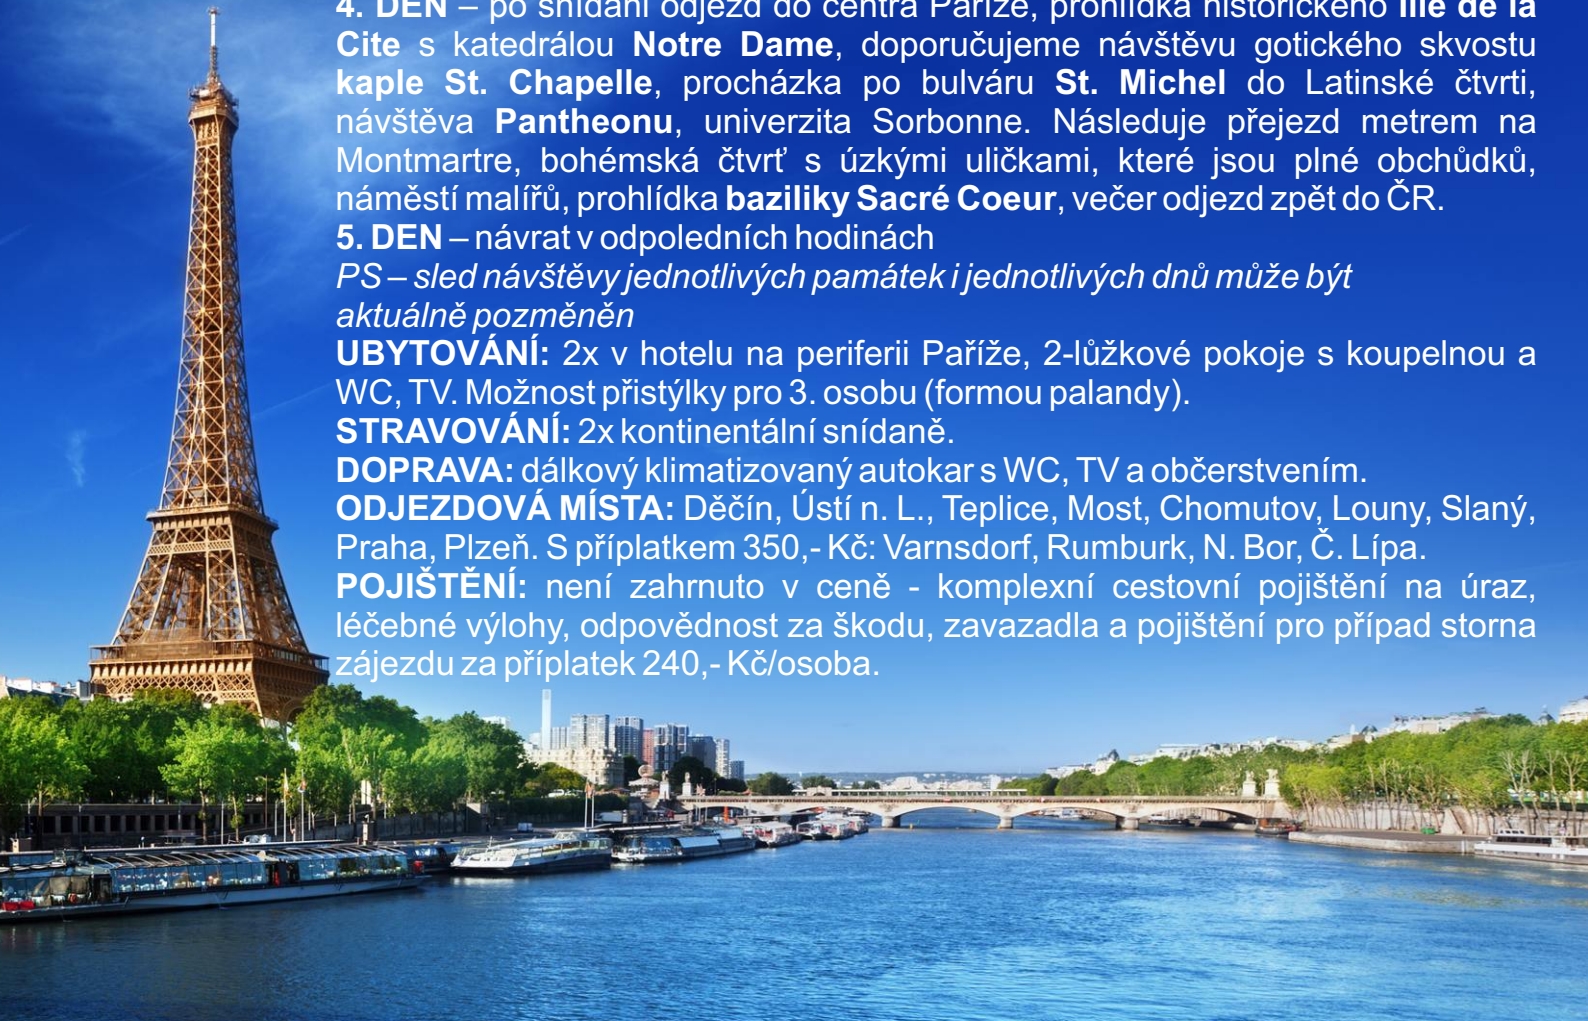 4. DEN – po snídani odjezd do centra Paříže, prohlídka historického Ille de la
Cite s katedrálou Notre Dame, doporučujeme návštěvu gotického skvostu
kaple St. Chapelle, procházka po bulváru St. Michel do Latinské čtvrti,
návštěva Pantheonu, univerzita Sorbonne. Následuje přejezd metrem na
Montmartre, bohémská čtvrť s úzkými uličkami, které jsou plné obchůdků,
náměstí malířů, prohlídka baziliky Sacré Coeur, večer odjezd zpět do ČR.
5. DEN – návrat v odpoledních hodinách
PS – sled návštěvy jednotlivých památek i jednotlivých dnů může být
aktuálně pozměněn
UBYTOVÁNÍ: 2x v hotelu na periferii Paříže, 2-lůžkové pokoje s koupelnou a
WC, TV. Možnost přistýlky pro 3. osobu (formou palandy).
STRAVOVÁNÍ: 2x kontinentální snídaně.
DOPRAVA: dálkový klimatizovaný autokar s WC, TV a občerstvením.
ODJEZDOVÁ MÍSTA: Děčín, Ústí n. L., Teplice, Most, Chomutov, Louny, Slaný,
Praha, Plzeň. S příplatkem 350,- Kč: Varnsdorf, Rumburk, N. Bor, Č. Lípa.
POJIŠTĚNÍ: není zahrnuto v ceně - komplexní cestovní pojištění na úraz,
léčebné výlohy, odpovědnost za škodu, zavazadla a pojištění pro případ storna
zájezdu za příplatek 240,- Kč/osoba.